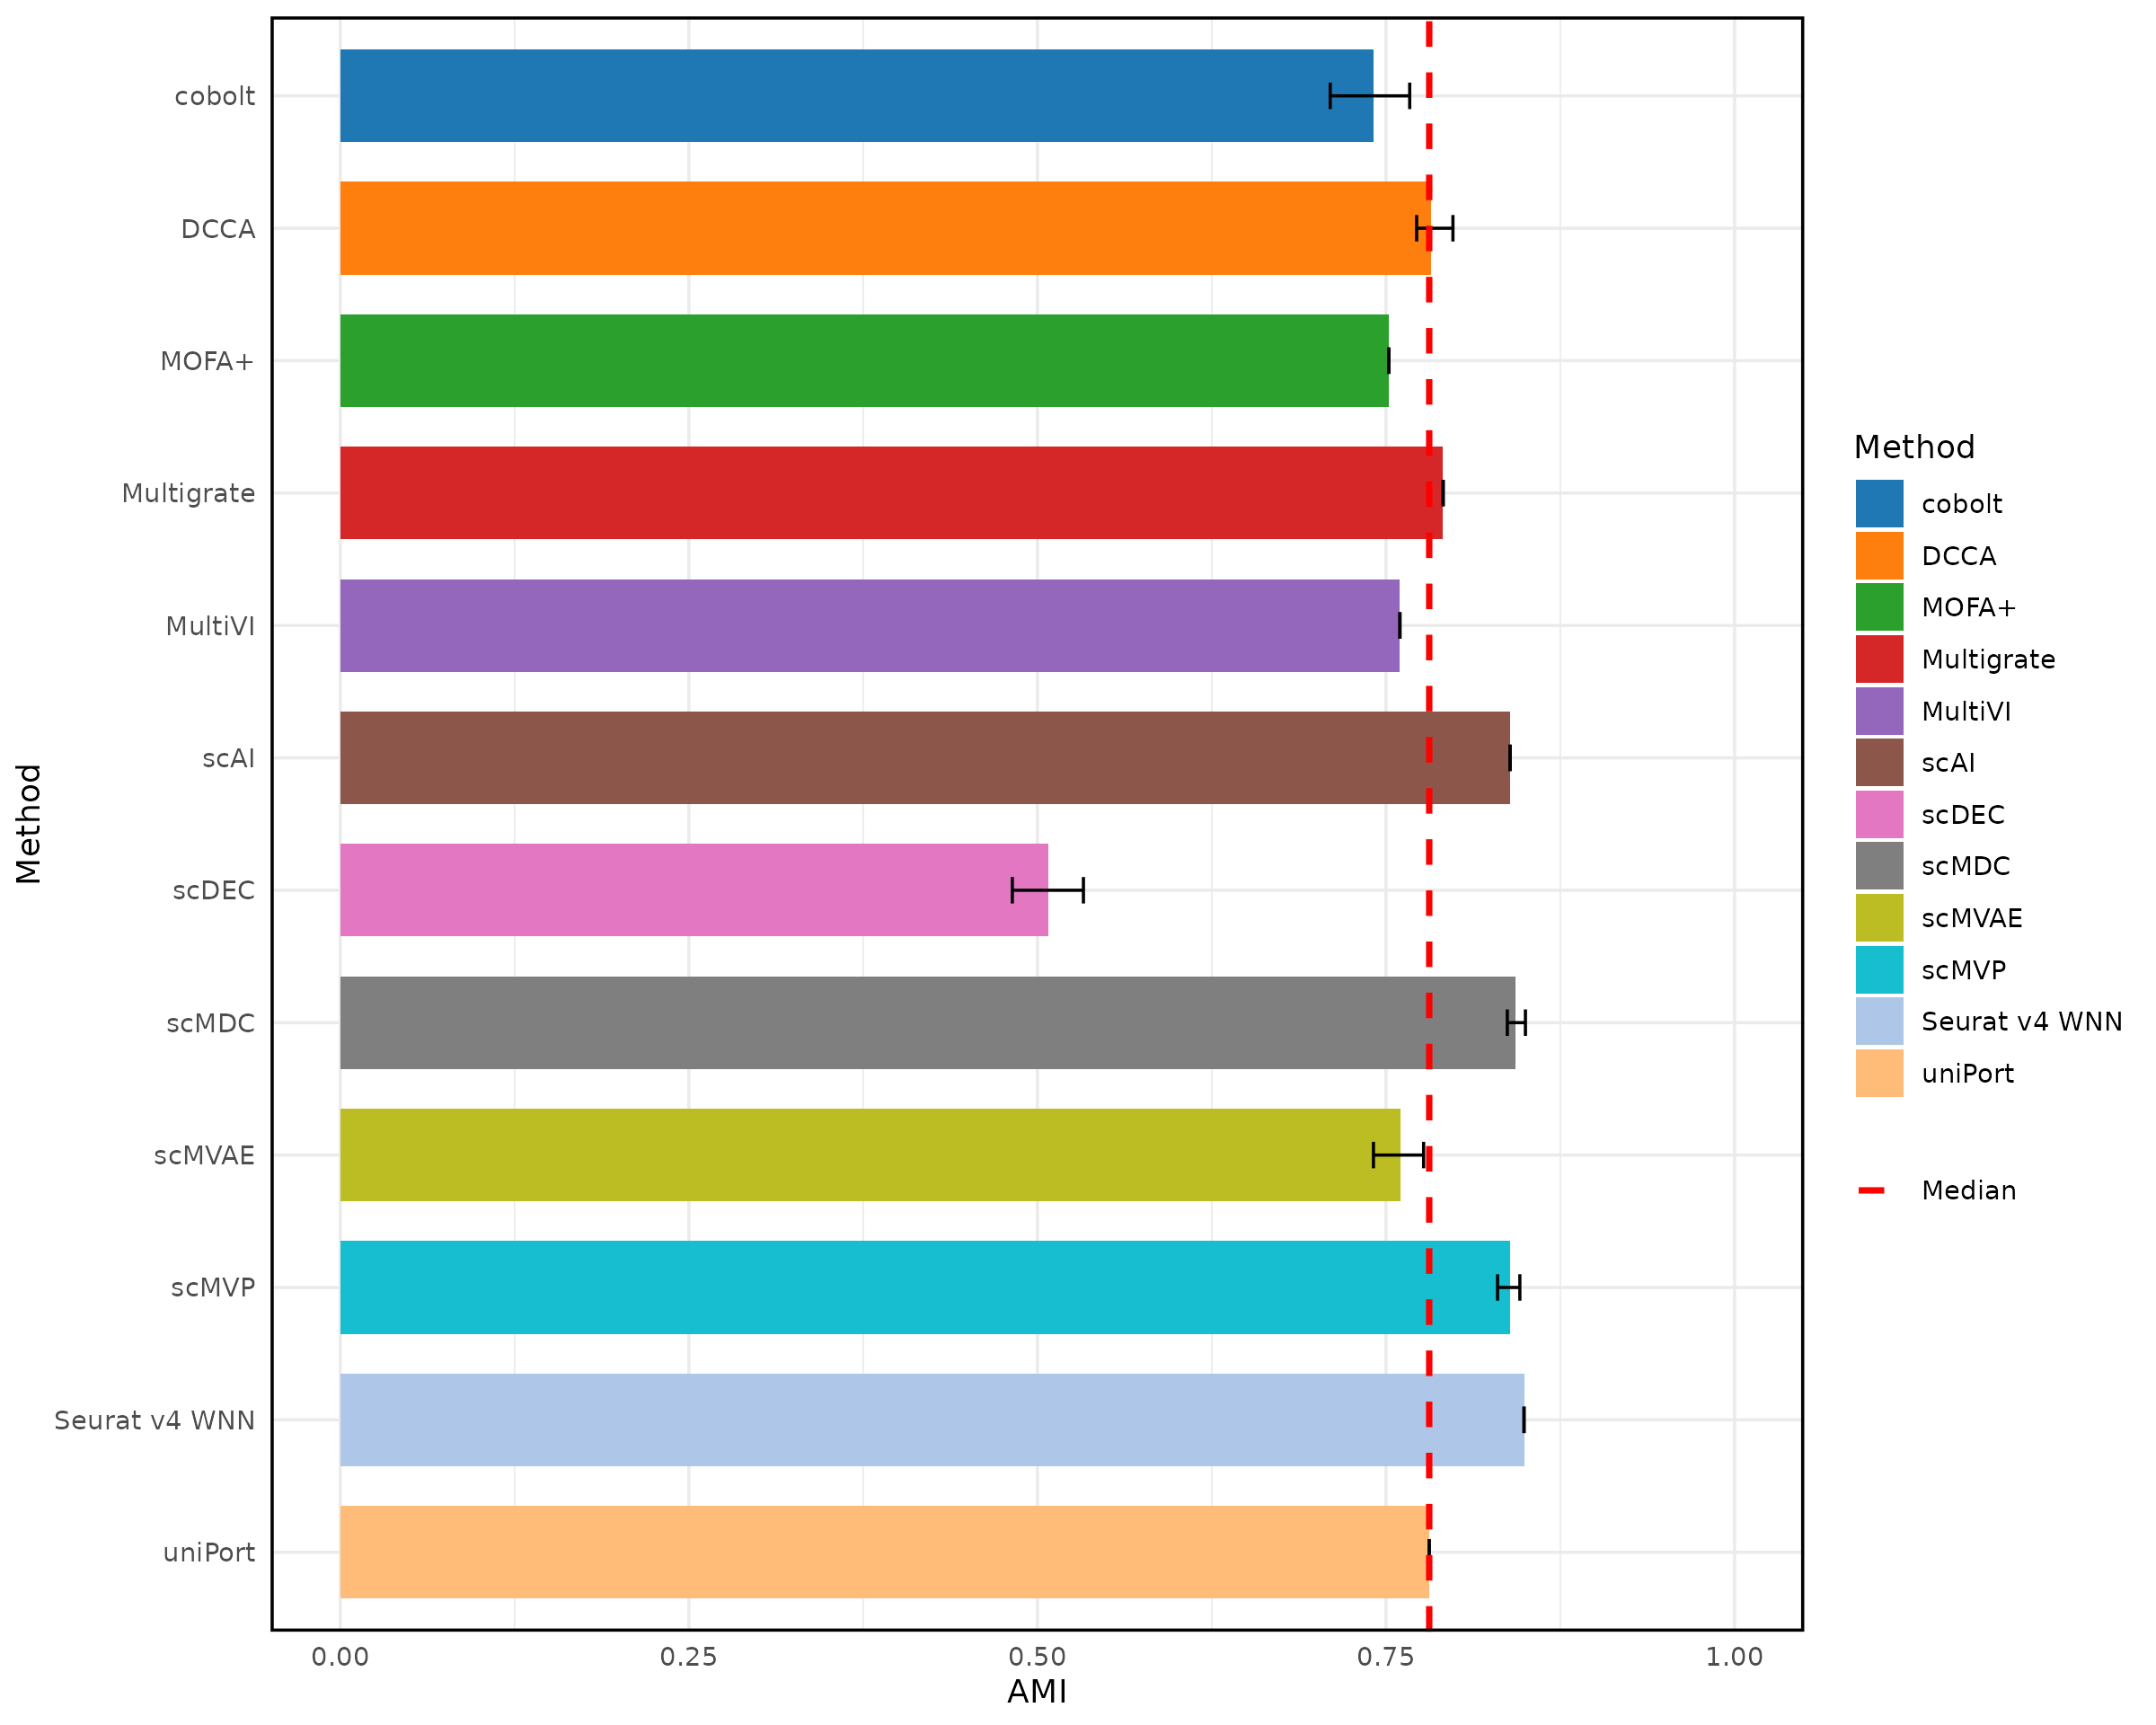 cobolt
DCCA
MOFA+
Multigrate
MultiVI
scAI
scDEC
scMDC
scMVAE
scMVP
Seurat v4 WNN
uniPort
Method
0.00
0.25
0.50
0.75
1.00
AMI
Method
cobolt
DCCA
MOFA+
Multigrate
MultiVI
scAI
scDEC
scMDC
scMVAE
scMVP
Seurat v4 WNN
uniPort
Median